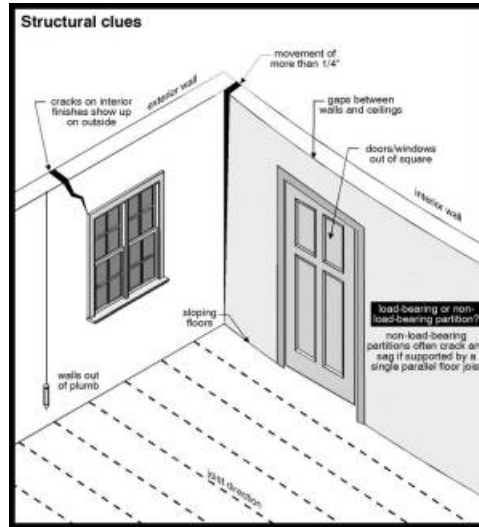 Structural clues
movement of
more than 1/4"
exterior wall
cracks on interior
finishes show up
on outside
gaps between
walls and ceilings
doors/windows
out of square
interior wall
load-bearing or non-
load-bearing partition?
non-load-bearing
partitions often crack and
sag if supported by a
single parallel floor joist
sloping
floors
walls out
of plumb
joist direction